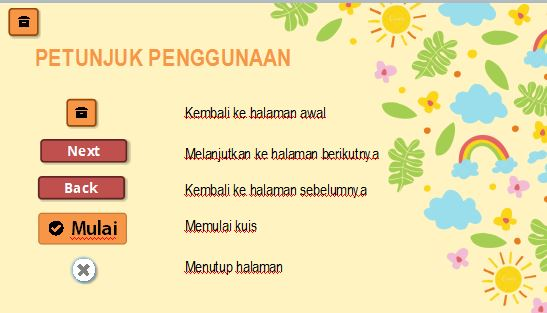 PETUNJUK PENGGUNAAN
Kembali ke halaman awal
Next
Melanjutkan ke halaman berikutnya
Back
Kembali ke halaman sebelumnya
Mulai
Memulai kuis
Menutup halaman